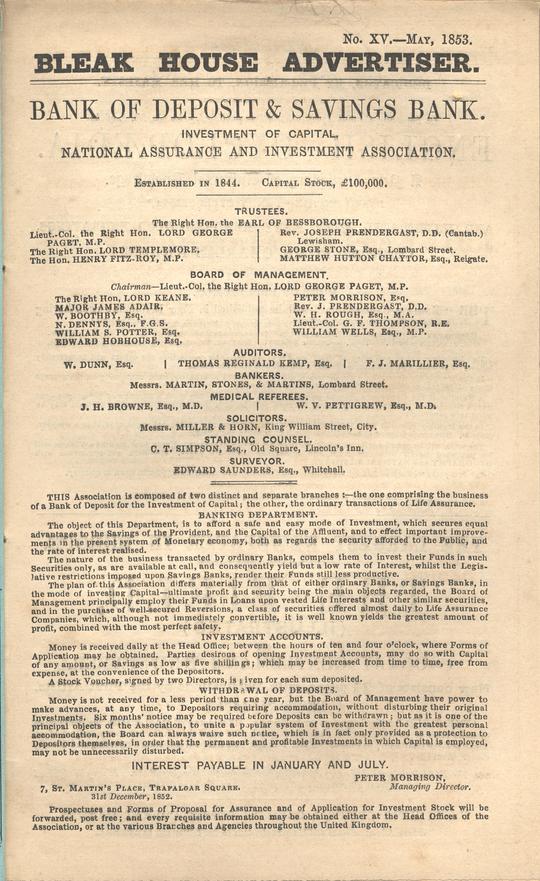 No. XV.—May, 1853.
BLEAK HOUSE ADVERTISER.
BANK OF DEPOSIT & SAVINGS BANK.
INVESTMENT OF CAPITAL.
NATIONAL ASSURANCE AND INVESTMENT ASSOCIATION.
Established in 1844. Capital Stock, £100,000.
TRUSTEES.
The Right Hon. the EARL OF BESSBOROUGH.
Lieut.-Col. the Right Hon. LORD GEORGE
PAGET, M.P.
The Right Hon. LORD TEMPLEMORE.
The Hon. HENRY FITZ-ROY, M.P.
Rev. JOSEPH PRENDERGAST, D.D. (Cantab.)
Lewisham.
GEORGE STONE, Esq., Lombard Street.
MATTHEW HUTTON CHAYTOR, Esq., Reigate.
BOARD OF MANAGEMENT.
Chairman—Lieut.-Col. the Right Hon. LORD GEORGE PAGET, M.P.
The Right Hon, LORD KEANE.
MAJOR JAMES ADAIR,
W. BOOTHBY, Esq.
N. DENNYS, Esq., F.G.S.
WILLIAM S. POTTER, Esq.
EDWARD HOBHOUSE, Esq.
PETER MORRISON, Esq.
Rev. J. PRENDERGAST, D.D.
W. H. ROUGH, Esq., M.A.
Lieut.-Col. G. F. THOMPSON, R.E.
WILLIAM WELLS, Esq., M.P.
AUDITORS.
W. DUNN, Esq. | THOMAS REGINALD KEMP, Esq. | F. J. MARILLIER, Esq.
BANKERS.
Messrs. MARTIN, STONES, & MARTINS, Lombard Street.
MEDICAL REFEREES.
J. H. BROWNE, Esq., M.D. | W. V. PETTIGREW, Esq., M.D.
SOLICITORS.
Messrs. MILLER & HORN, King William Street, City.
STANDING COUNSEL.
C. T. SIMPSON, Esq., Old Square, Lincoln's Inn.
SURVEYOR.
EDWARD SAUNDERS, Esq., Whitehall.
THIS Association is composed of two distinct and separate branches :—the one comprising the business
of a Bank of Deposit for the Investment of Capital; the other, the ordinary transactions of Life Assurance.
BANKING DEPARTMENT.
The object of this Department, is to afford a safe and easy mode of Investment, which secures equal
advantages to the Savings of the Provident, and the Capital of the Affluent, and to effect important improve-
ments in the present system of Monetary economy, both as regards the security afforded to the Public, and
the rate of interest realised.
The nature of the business transacted by ordinary Banks, compels them to invest their Funds in such
Securities only, as are available at call, and consequently yield but a low rate of Interest, whilst the Legis-
lative restrictions imposed upon Savings Banks, render their Funds still less productive.
The plan of this Association differs materially from that of either ordinary Banks, or Savings Banks, in
the mode of investing Capital—ultimate profit and security being the main objects regarded, the Board of
Management principally employ their Funds in Loans upon vested Life Interests and other similar securities,
and in the purchase of well-secured Reversions, a class of securities offered almost daily to Life Assurance
Companies, which, although not immediately convertible, it is well known yields the greatest amount of
profit, combined with the most perfect safety.
INVESTMENT ACCOUNTS.
Money is received daily at the Head Office; between the hours of ten and four o'clock, where Forms of
Application may be obtained. Parties desirous of opening Investment Accounts, may do so with Capital
of any amount, or Savings as low as five shillings; which may be increased from time to time, free from
expense, at the convenience of the Depositors.
A Stock Voucher, signed by two Directors, is given for each sum deposited.
WITHDRAWAL OF DEPOSITS.
Money is not received for a less period than one year, but the Board of Management have power to
make advances, at any time, to Depositors requiring accommodation, without disturbing their original
Investments. Six months' notice may be required before Deposits can be withdrawn; but as it is one of the
principal objects of the Association, to unite a popular system of Investment with the greatest personal
accommodation, the Board can always waive such notice, which is in fact only provided as a protection to
Depositors themselves, in order that the permanent and profitable Investments in which Capital is employed,
may not be unnecessarily disturbed.
INTEREST PAYABLE IN JANUARY AND JULY.
PETER MORRISON,
Managing Director.
7, St. Martin's Place, Trafalgar Square.
31st December, 1852.
Prospectuses and Forms of Proposal for Assurance and of Application for Investment Stock will be
forwarded, post free; and every requisite information may be obtained either at the Head Offices of the
Association, or at the various Branches and Agencies throughout the United Kingdom.